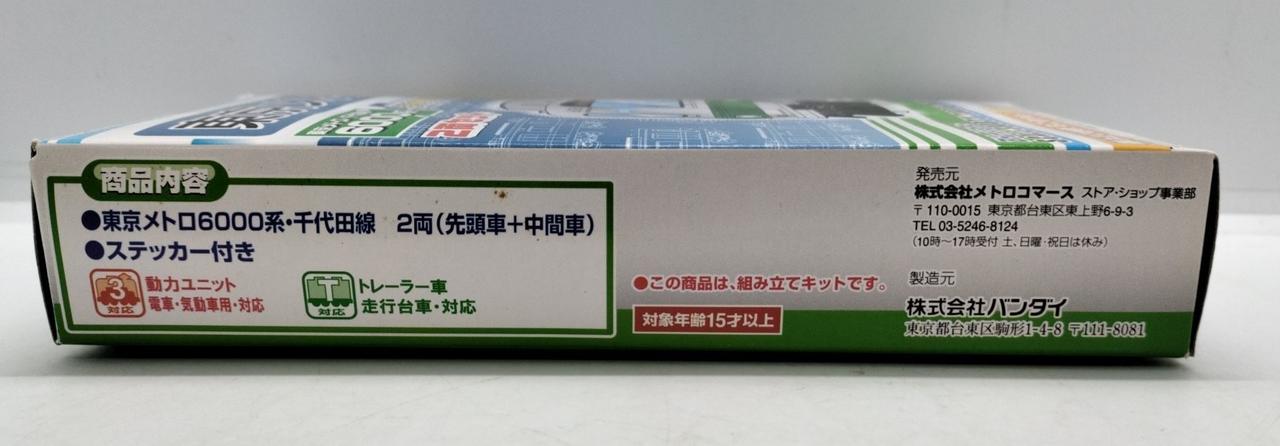 商品内容
●東京メトロ6000系・千代田線 2両(先頭車+中間車)
●ステッカー付き
3
対応
動力ユニット
電車・気動車用・対応
T
対応
トレーラー車
走行台車・対応
●この商品は、組み立てキットです。
対象年齢15才以上
発売元
株式会社メトロコマース ストア・ショップ事業部
〒110-0015 東京都台東区東上野6-9-3
TEL 03-5246-8124
(10時～17時受付 土、日曜・祝日は休み)
製造元
株式会社バンダイ
東京都台東区駒形1-4-8 〒111-8081